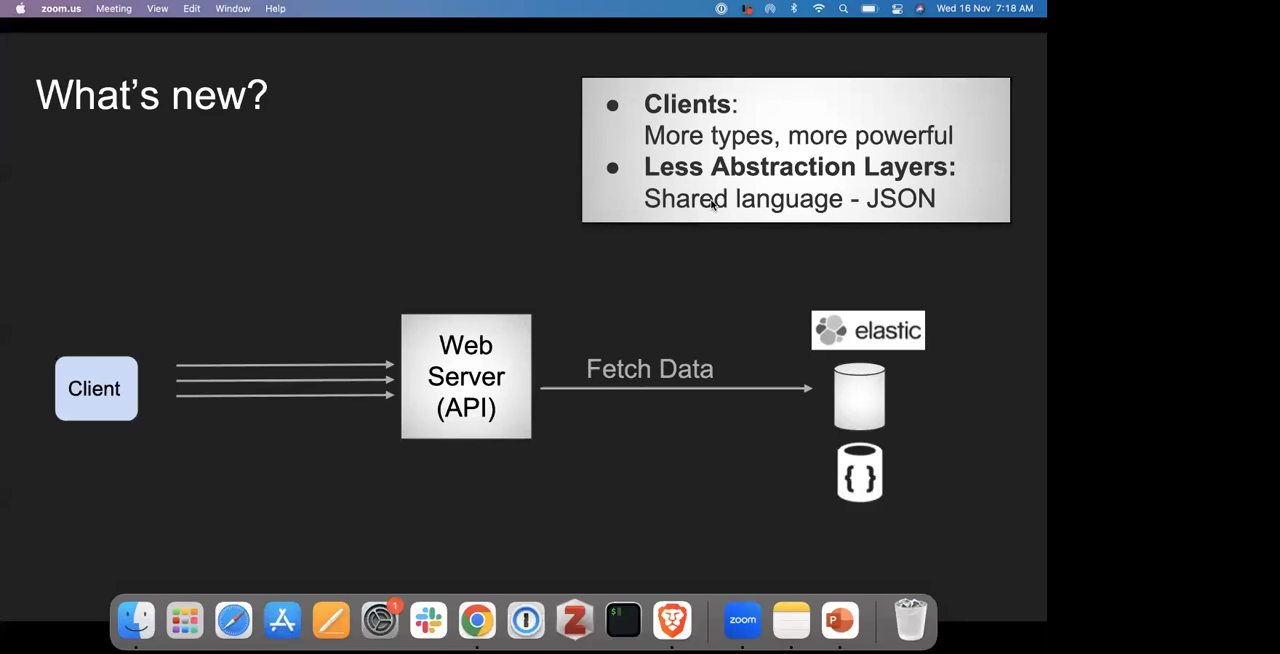 zoom.us Meeting View Edit Window Help Wed 16 Nov 7:18 AM
What's new?
● Clients:
More types, more powerful
● Less Abstraction Layers:
Shared language - JSON
Client
Web
Server
(API)
Fetch Data
elastic
{ }
1
Z
$
zoom
P